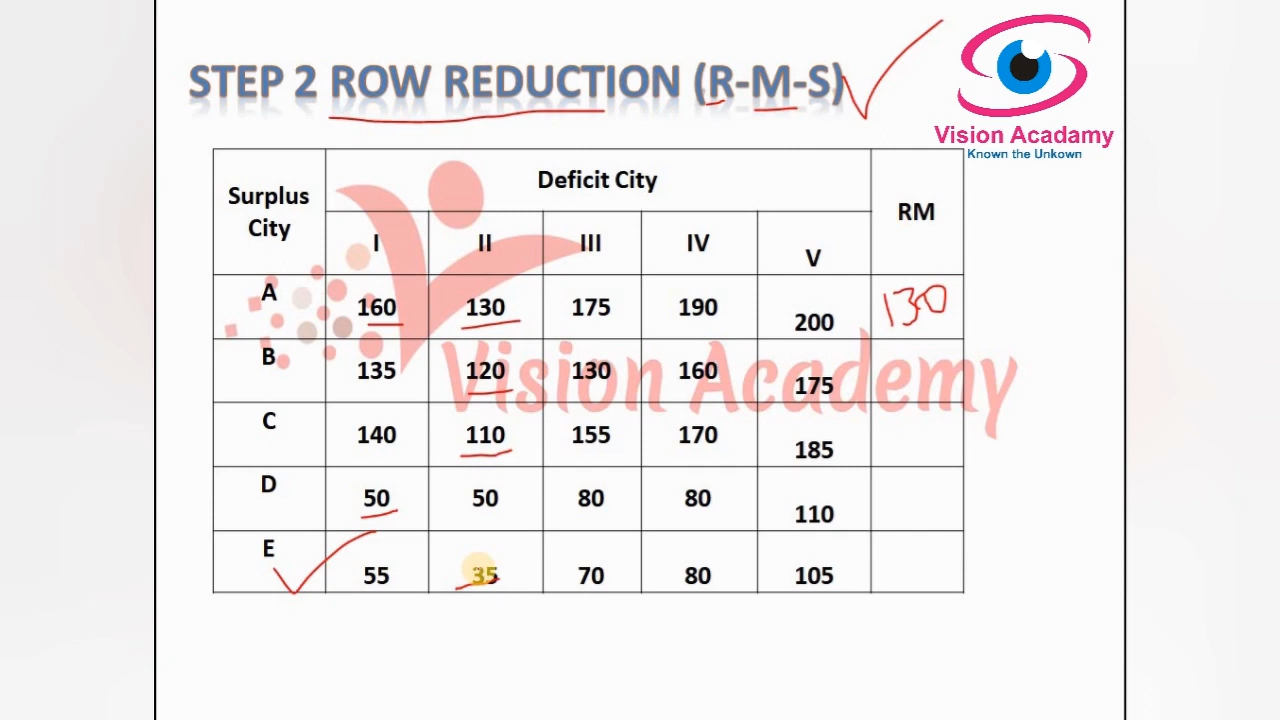 STEP 2 ROW REDUCTION (R-M-S)
Vision Acadamy
Known the Unkown
Surplus City Deficit City RM
I II III IV V
A 160 130 175 190 200 130
B 135 120 130 160 175
C 140 110 155 170 185
D 50 50 80 80 110
E 55 35 70 80 105
Vision Academy